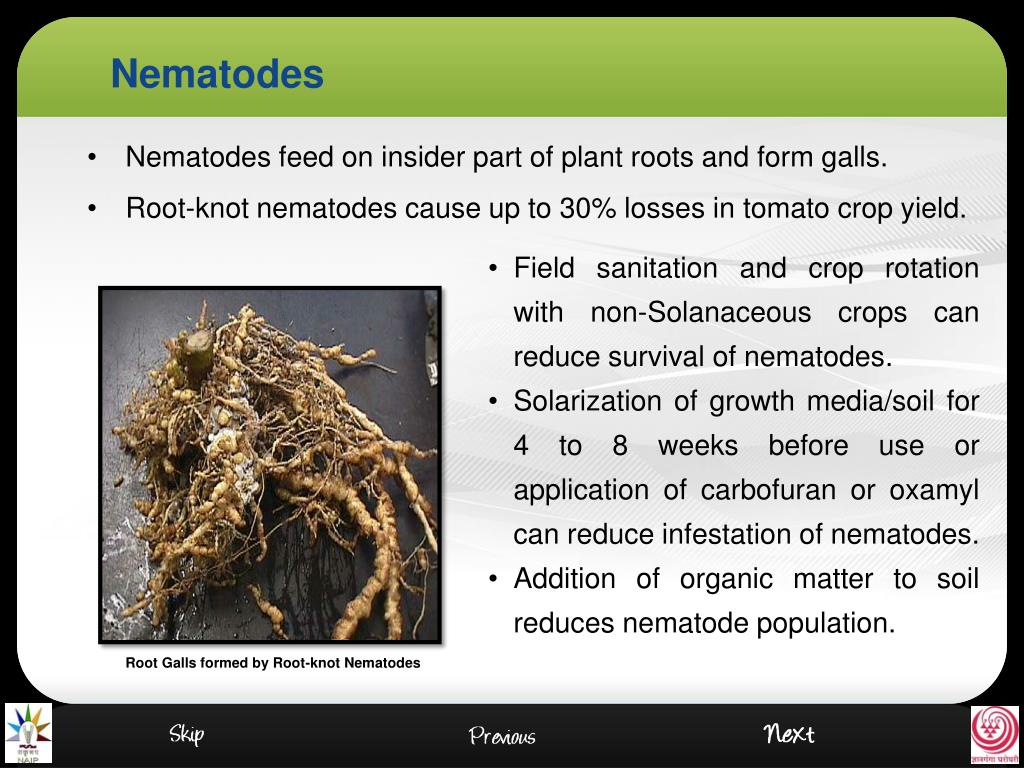 Nematodes
• Nematodes feed on insider part of plant roots and form galls.
• Root-knot nematodes cause up to 30% losses in tomato crop yield.
• Field sanitation and crop rotation
with non-Solanaceous crops can
reduce survival of nematodes.
• Solarization of growth media/soil for
4 to 8 weeks before use or
application of carbofuran or oxamyl
can reduce infestation of nematodes.
• Addition of organic matter to soil
reduces nematode population.
Root Galls formed by Root-knot Nematodes
Skip
Previous
Next
NAIP